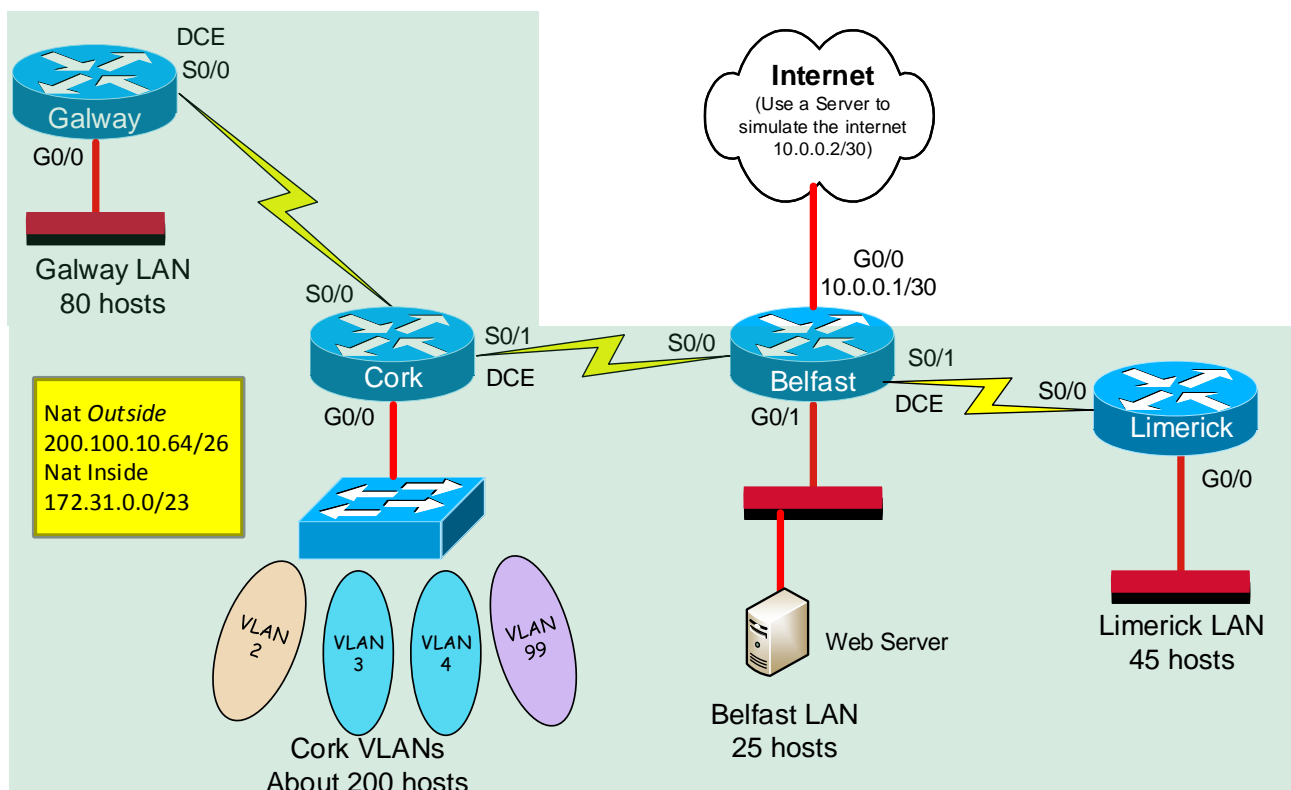 DCE
S0/0
Galway
G0/0
Galway LAN
80 hosts
Internet
(Use a Server to
simulate the internet
10.0.0.2/30)
G0/0
10.0.0.1/30
S0/0
Cork
S0/1
DCE
G0/0
S0/0
Belfast
S0/1
DCE
G0/1
S0/0
Limerick
G0/0
Nat Outside
200.100.10.64/26
Nat Inside
172.31.0.0/23
VLAN
2
VLAN
3
VLAN
4
VLAN
99
Cork VLANs
About 200 hosts
Web Server
Belfast LAN
25 hosts
Limerick LAN
45 hosts